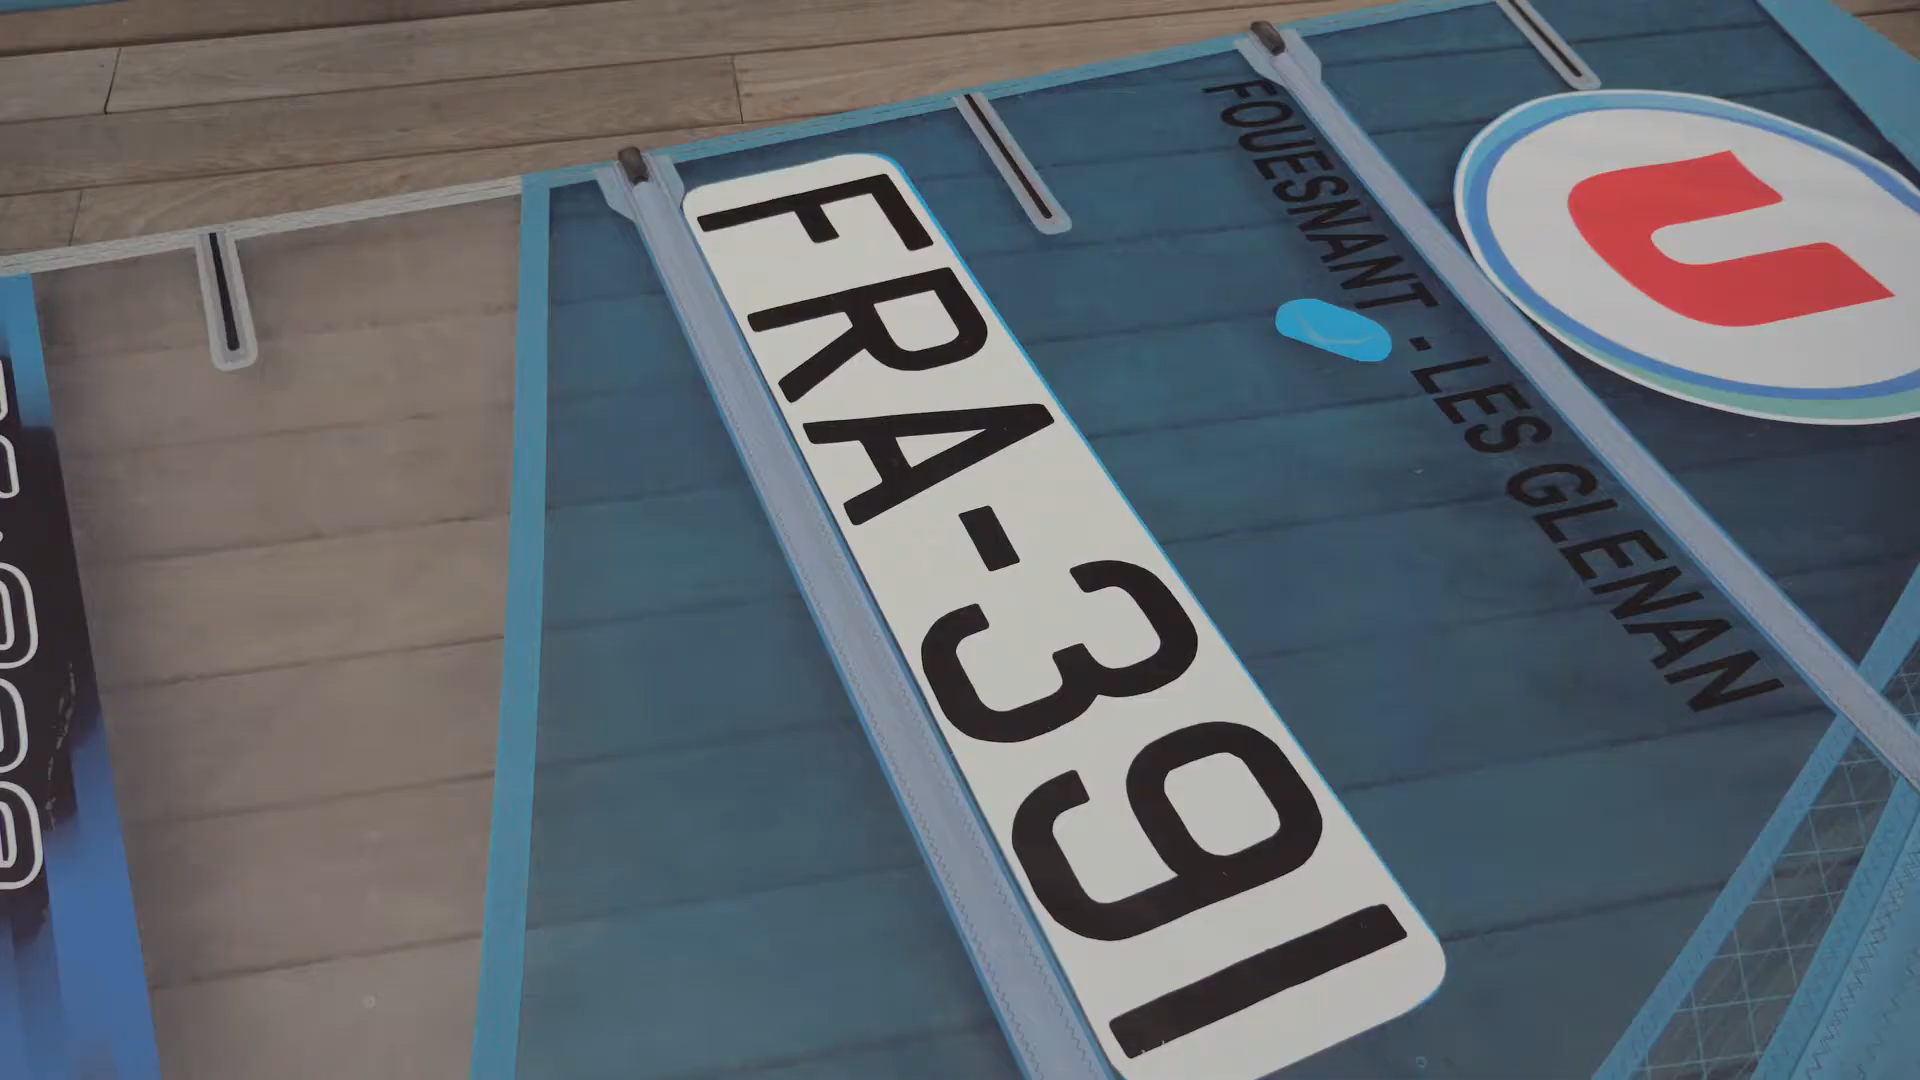 FRA-391
FOUESNANT - LES GLENAN
U